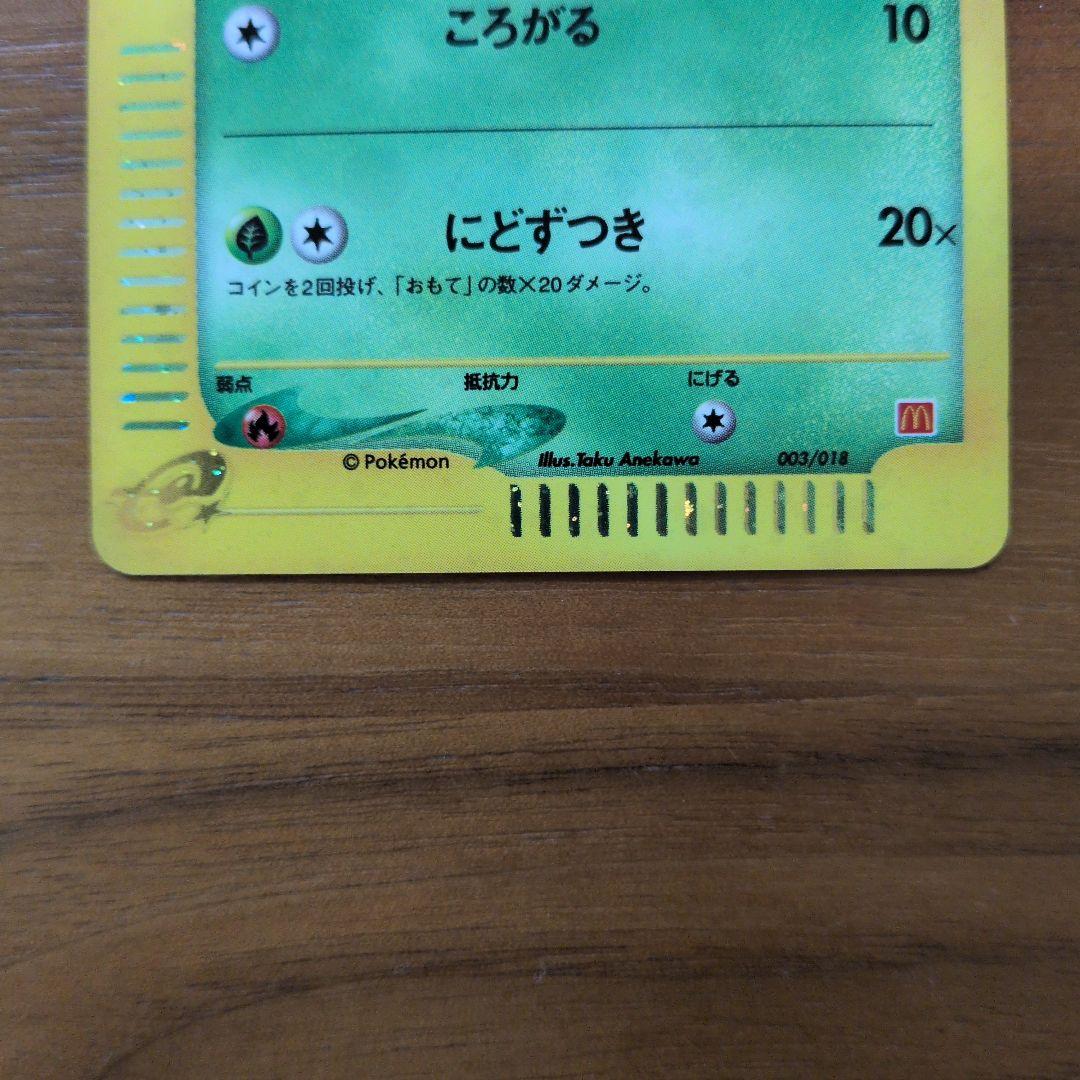 ころがる 10
にどずつき 20×
コインを2回投げ、「おもて」の数×20ダメージ。
弱点 抵抗力 にげる
© Pokémon Illus.Taku Anekawa 003/018